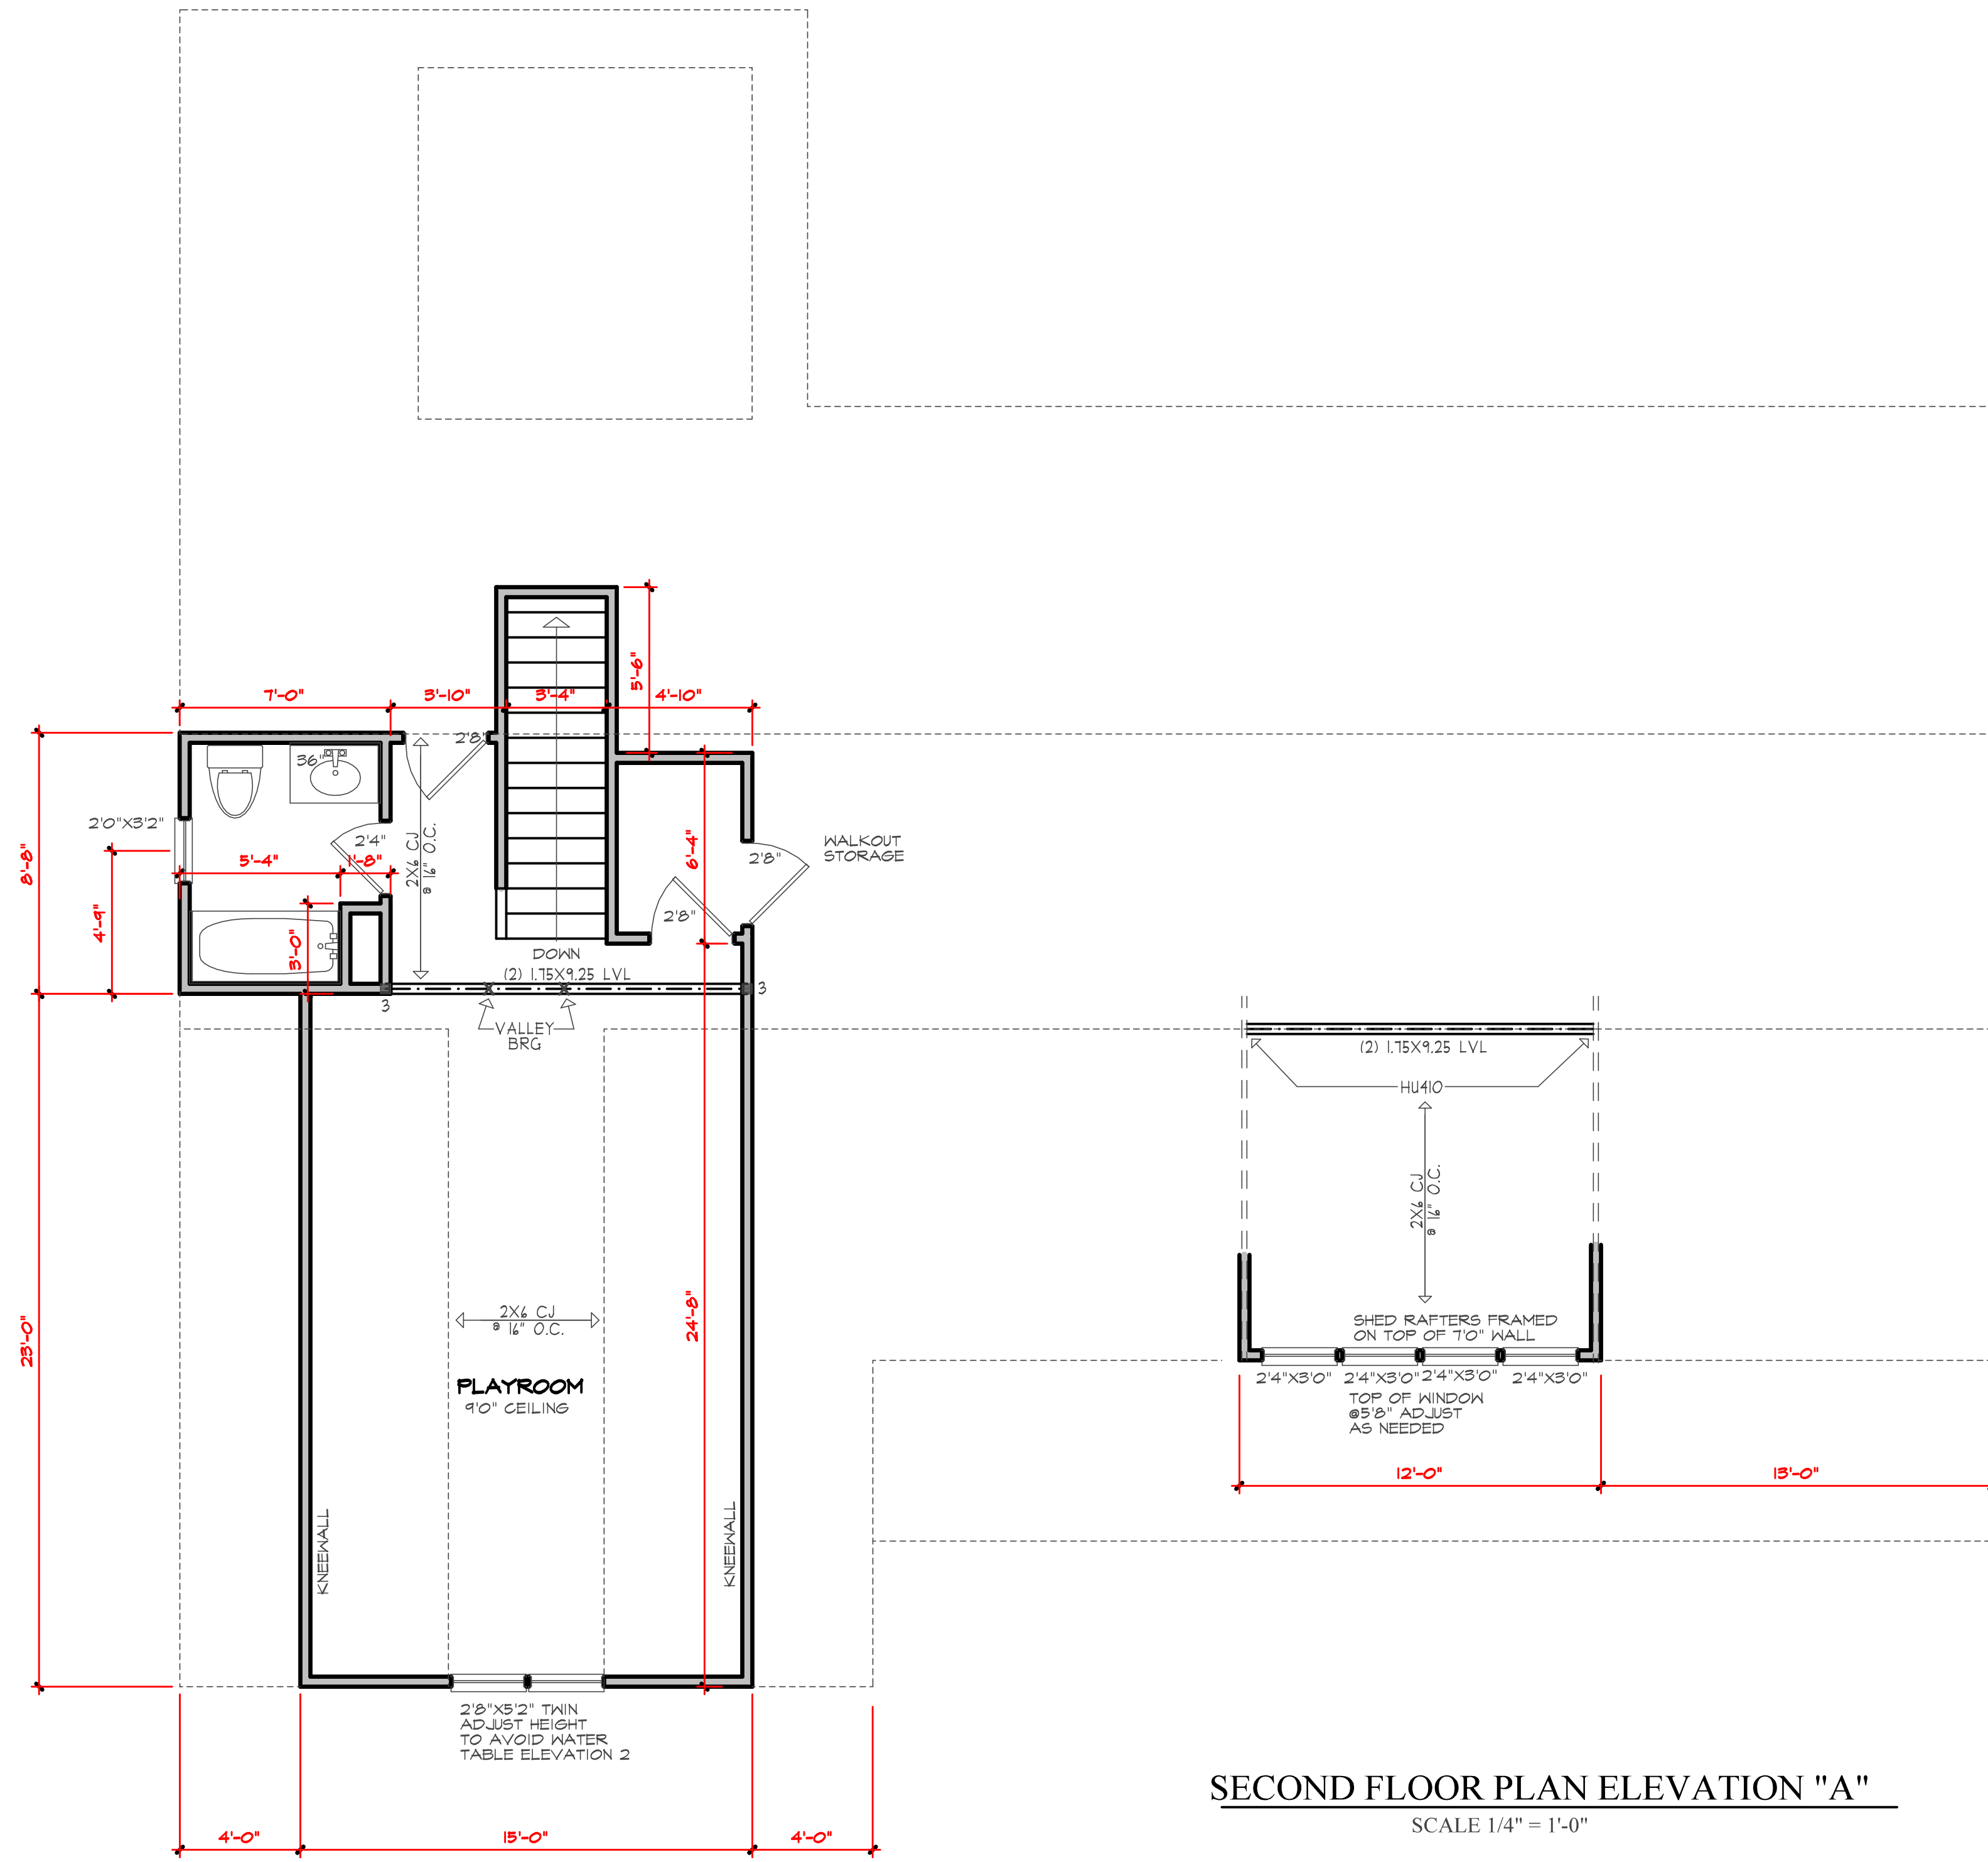 5'-6"
7'-0"
3'-10"
3'-4"
4'-10"
2'8"
36"
2'0"X3'2"
2'4"
2X6 CJ
@ 16" O.C.
5'-4"
1'-8"
8'-8"
4'-9"
3'-0"
6'-4"
2'8"
WALKOUT
STORAGE
2'8"
DOWN
(2) 1.75X9.25 LVL
3
3
VALLEY
BRG
(2) 1.75X9.25 LVL
HU410
2X6 CJ
@ 16" O.C.
23'-0"
24'-8"
2X6 CJ
@ 16" O.C.
SHED RAFTERS FRAMED
ON TOP OF 7'0" WALL
PLAYROOM
9'0" CEILING
2'4"X3'0"
2'4"X3'0"
2'4"X3'0"
2'4"X3'0"
TOP OF WINDOW
@5'8" ADJUST
AS NEEDED
12'-0"
13'-0"
KNEEWALL
KNEEWALL
2'8"X5'2" TWIN
ADJUST HEIGHT
TO AVOID WATER
TABLE ELEVATION 2
SECOND FLOOR PLAN ELEVATION "A"
SCALE 1/4" = 1'-0"
4'-0"
15'-0"
4'-0"